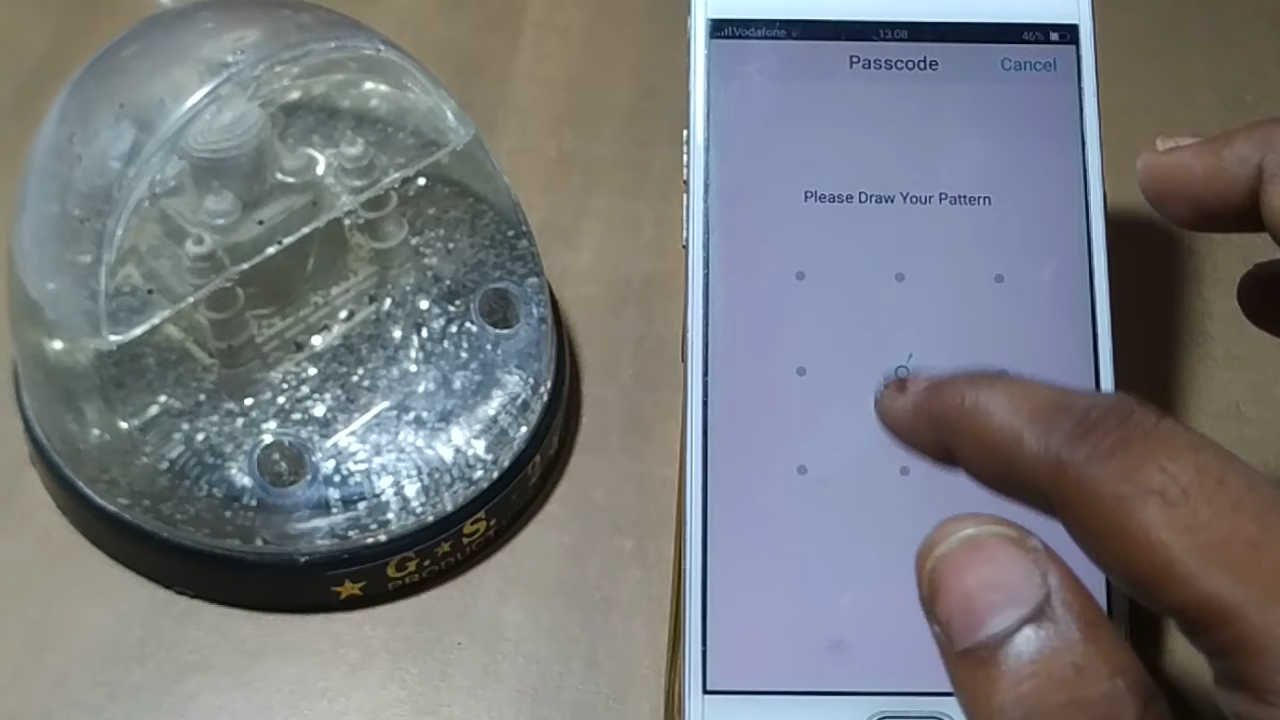 Vodafone
13.08
46%
Passcode
Cancel
Please Draw Your Pattern
G. S.
PRODUCT